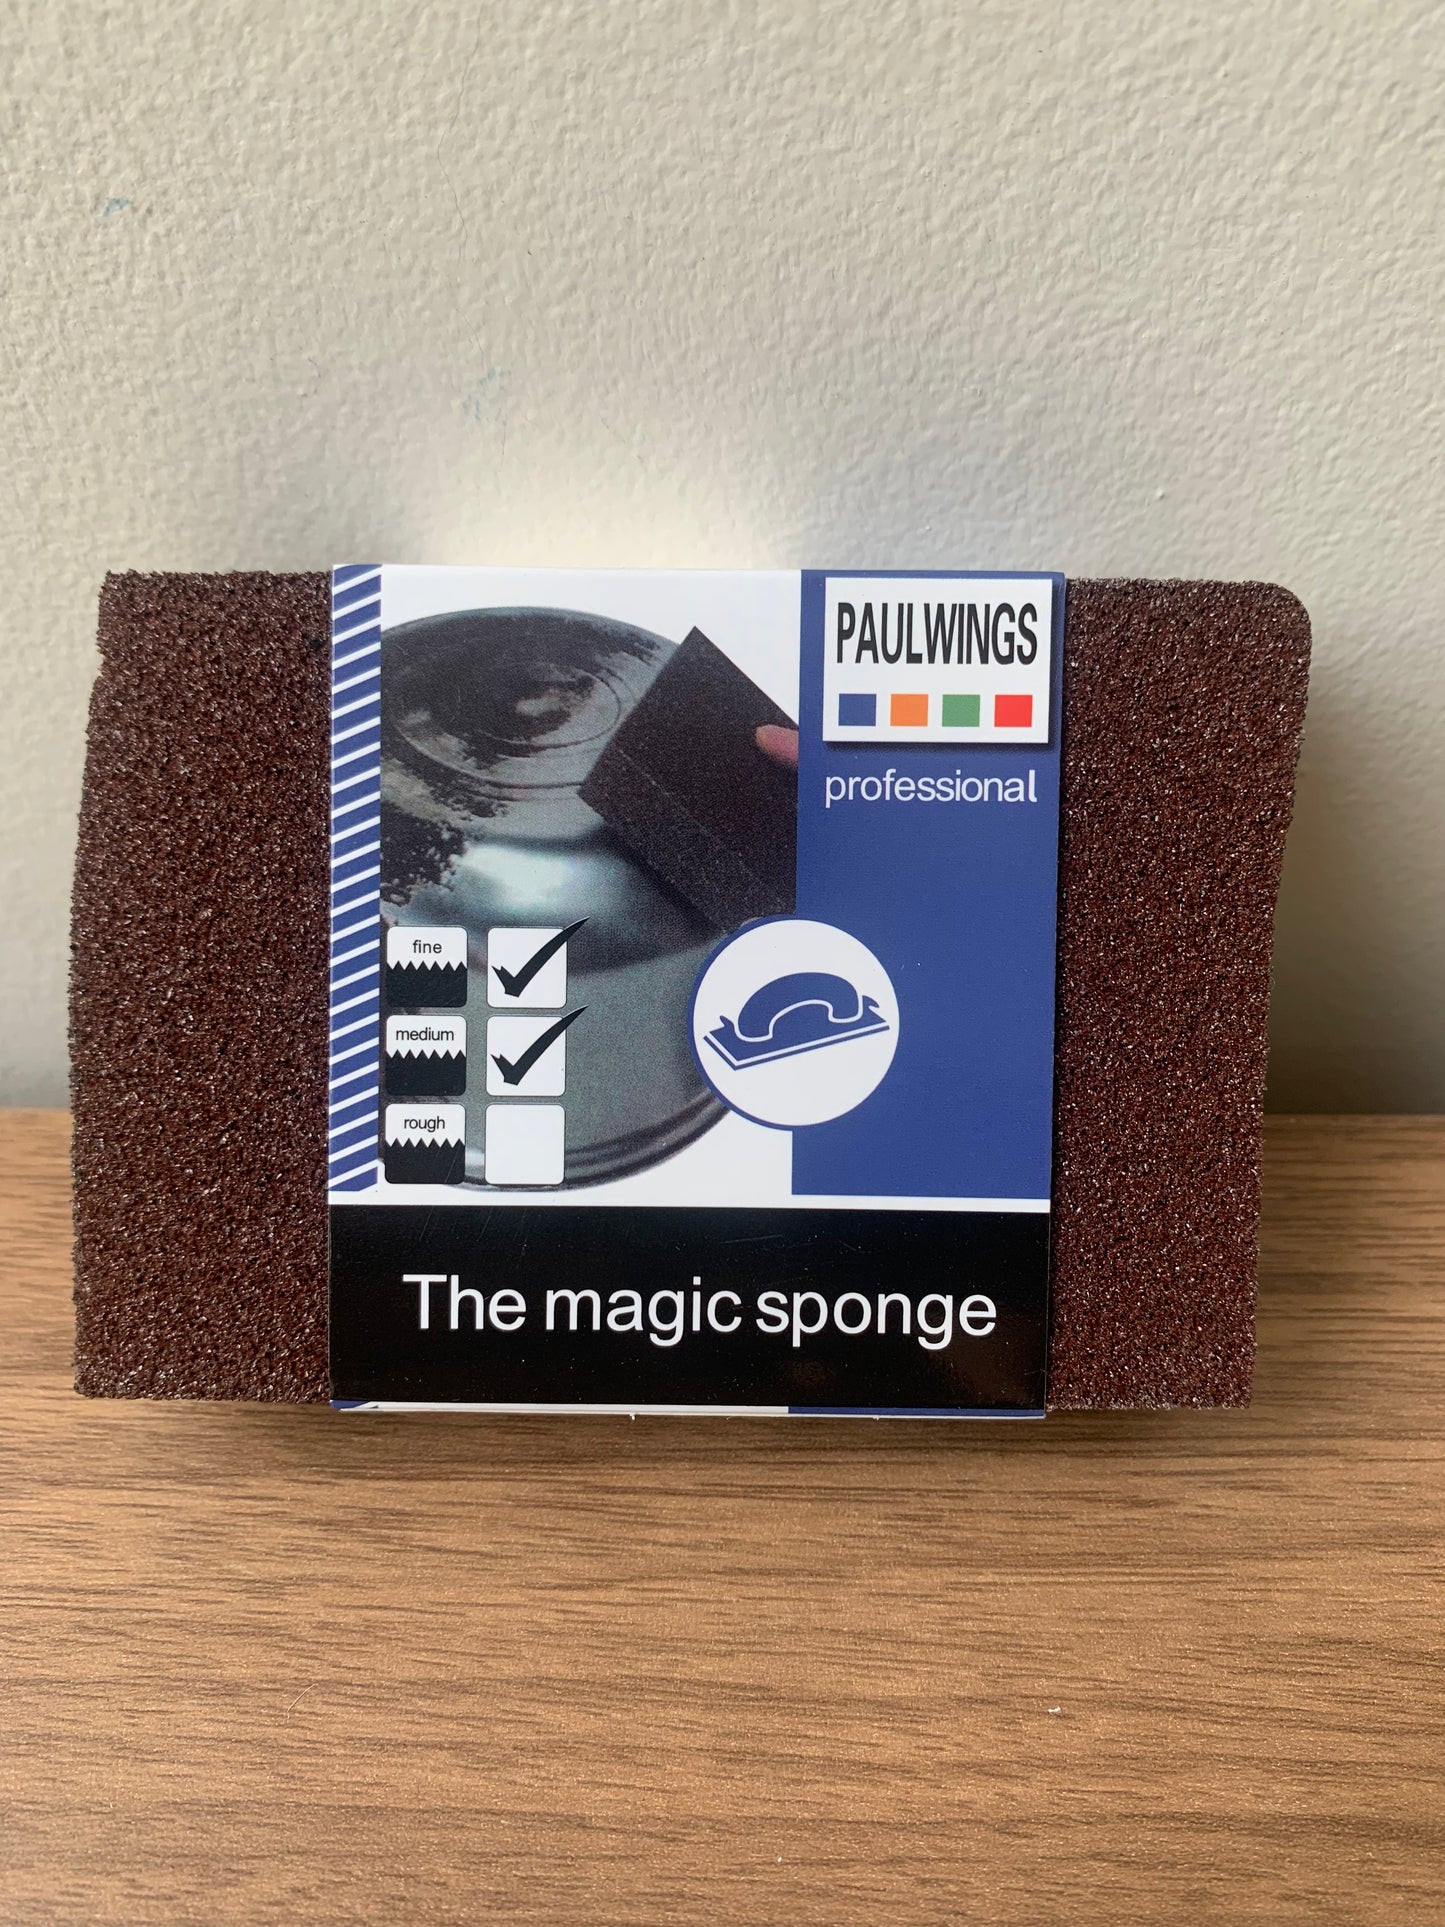 PAULWINGS
professional
fine
medium
rough
The magic sponge